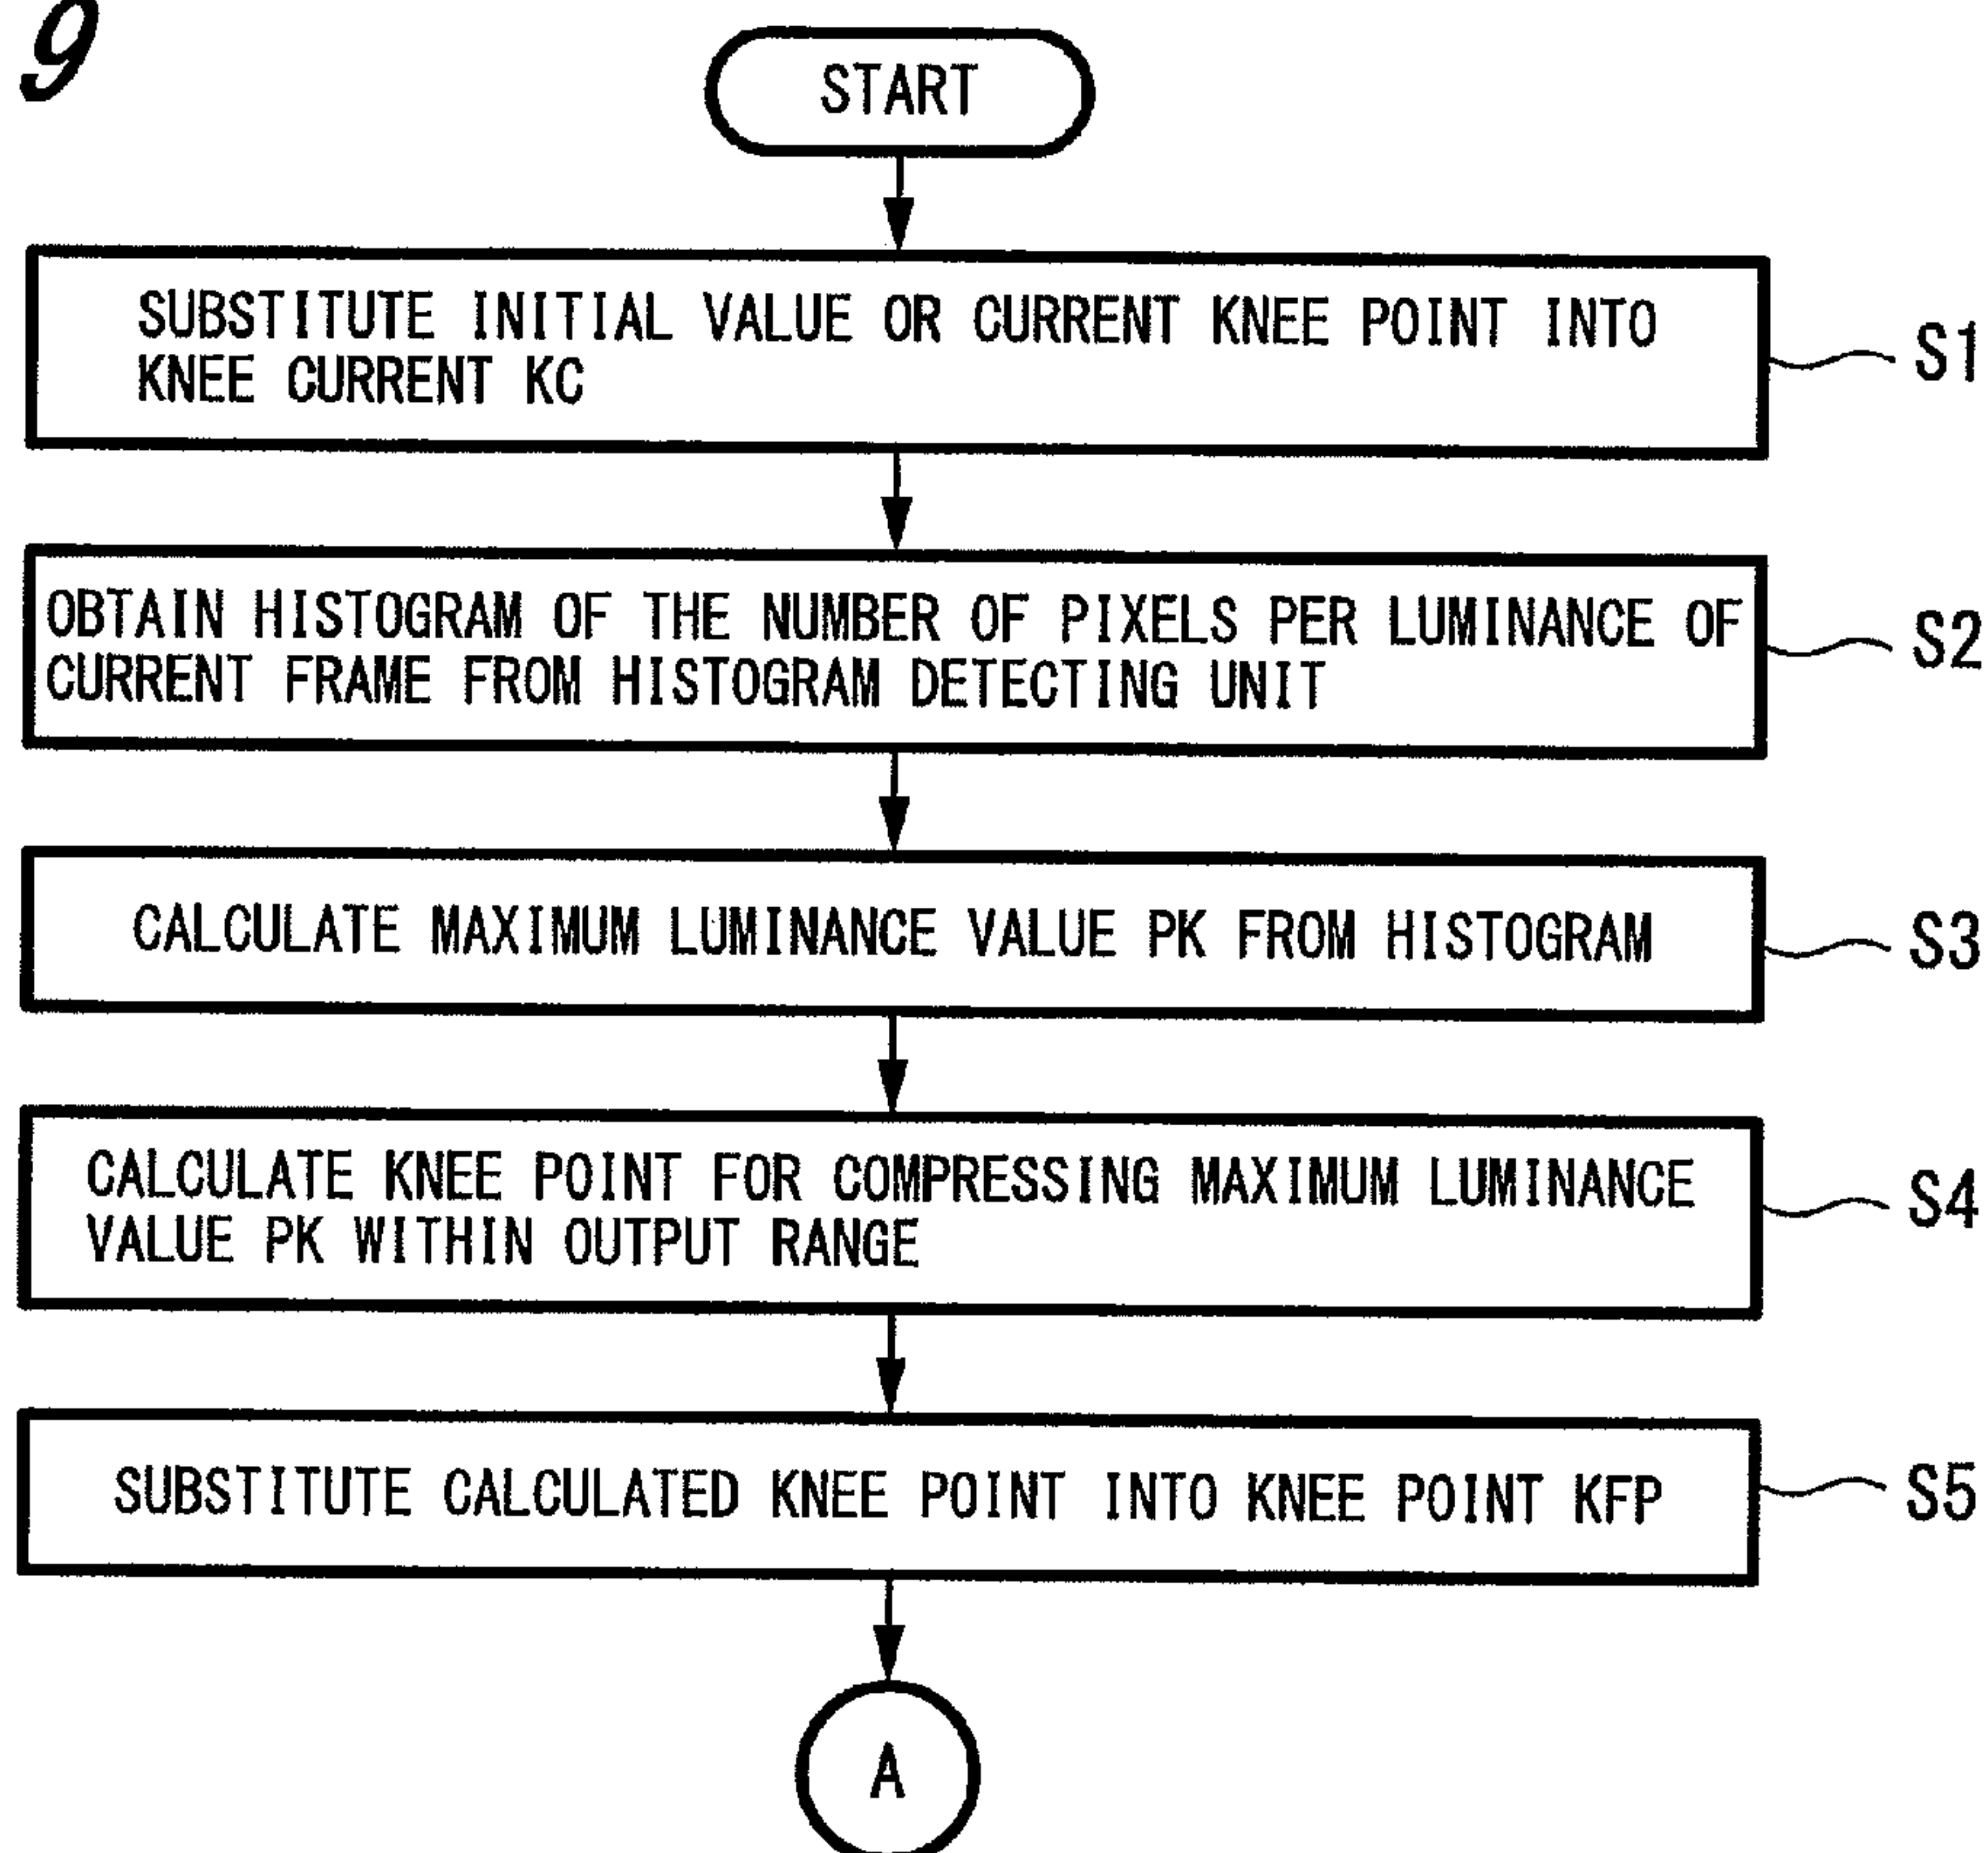 9
START
SUBSTITUTE INITIAL VALUE OR CURRENT KNEE POINT INTO
KNEE CURRENT KC
S1
OBTAIN HISTOGRAM OF THE NUMBER OF PIXELS PER LUMINANCE OF
CURRENT FRAME FROM HISTOGRAM DETECTING UNIT
S2
CALCULATE MAXIMUM LUMINANCE VALUE PK FROM HISTOGRAM
S3
CALCULATE KNEE POINT FOR COMPRESSING MAXIMUM LUMINANCE
VALUE PK WITHIN OUTPUT RANGE
S4
SUBSTITUTE CALCULATED KNEE POINT INTO KNEE POINT KFP
S5
A